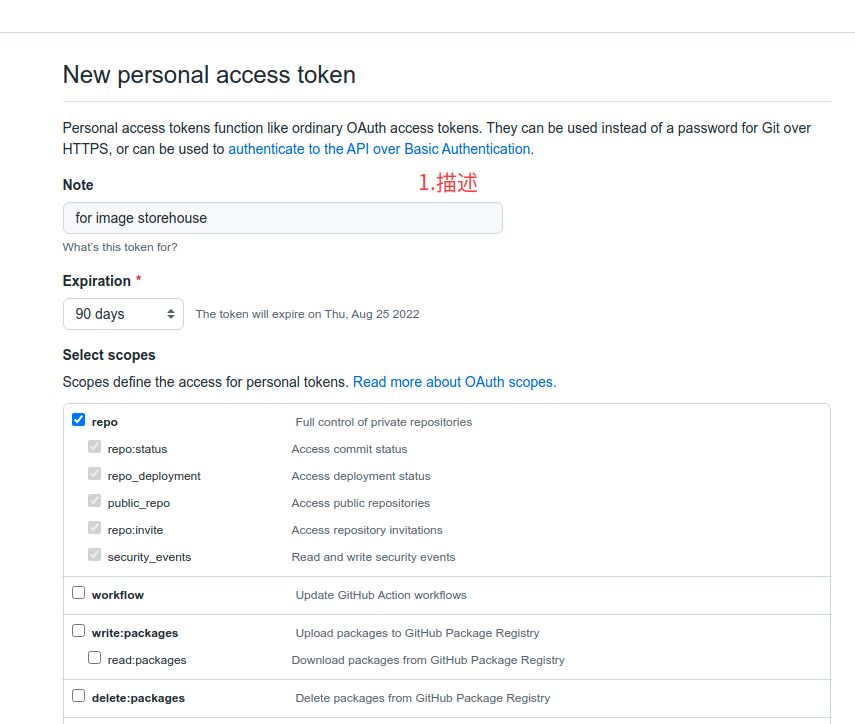 New personal access token
Personal access tokens function like ordinary OAuth access tokens. They can be used instead of a password for Git over
HTTPS, or can be used to authenticate to the API over Basic Authentication.
1.描述
Note
for image storehouse
What's this token for?
Expiration *
90 days The token will expire on Thu, Aug 25 2022
Select scopes
Scopes define the access for personal tokens. Read more about OAuth scopes.
repo Full control of private repositories
repo:status Access commit status
repo_deployment Access deployment status
public_repo Access public repositories
repo:invite Access repository invitations
security_events Read and write security events
workflow Update GitHub Action workflows
write:packages Upload packages to GitHub Package Registry
read:packages Download packages from GitHub Package Registry
delete:packages Delete packages from GitHub Package Registry